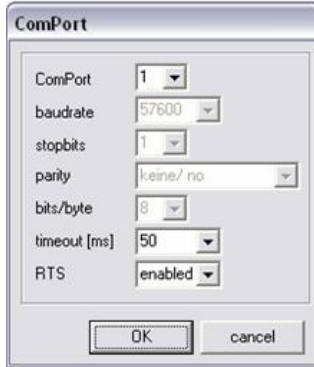 ComPort
ComPort 1
baudrate 57600
stopbits 1
parity keine/ no
bits/byte 8
timeout [ms] 50
RTS enabled
OK cancel